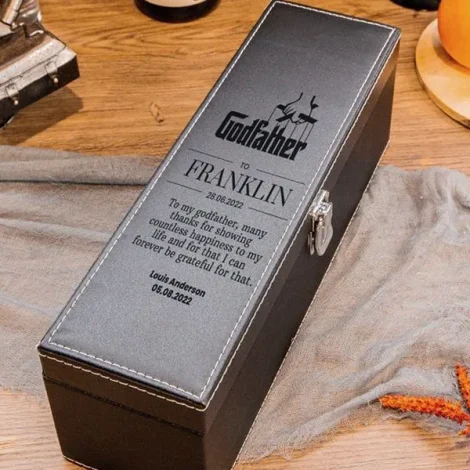 Godfather
TO
FRANKLIN
28.06.2022
To my godfather, many
thanks for showing
countless happiness to my
life and for that I can
forever be grateful for that.
Louis Anderson
05.08.2022